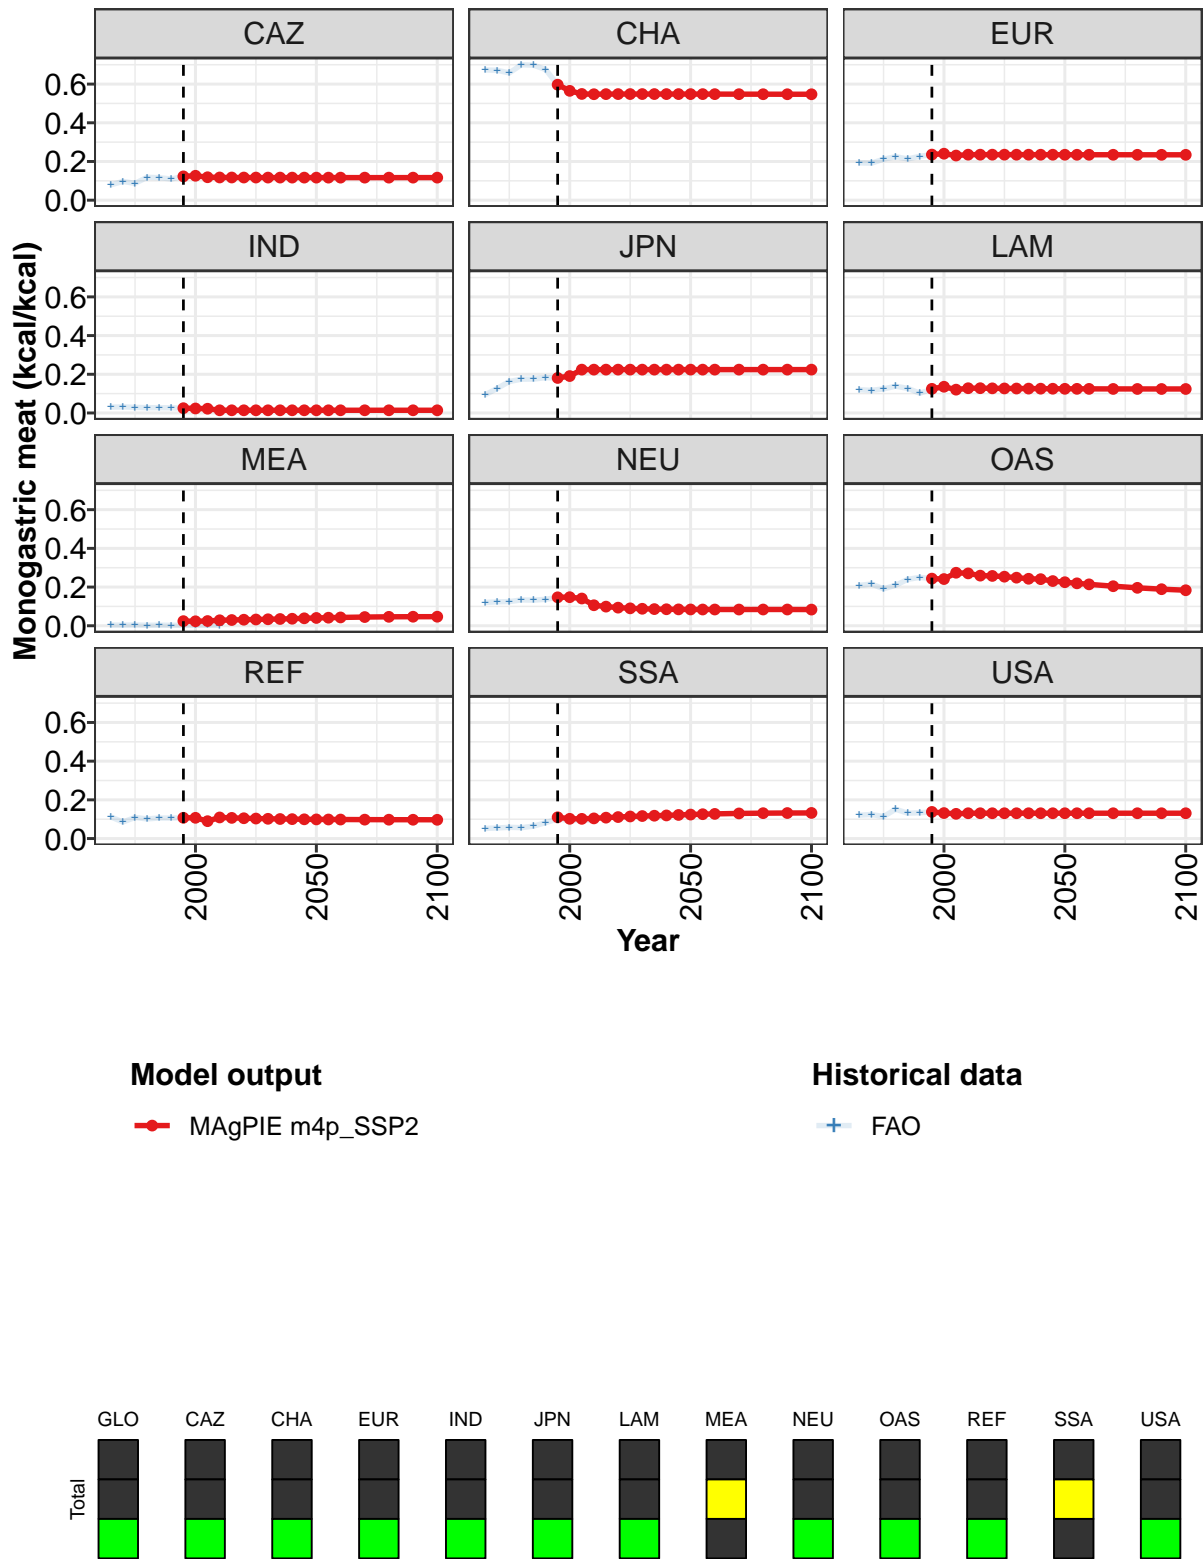 CAZ CHA EUR
0.6
0.4
0.2
0.0
IND JPN LAM
0.6
0.4
0.2
0.0
MEA NEU OAS
0.6
0.4
0.2
0.0
REF SSA USA
0.6
0.4
0.2
0.0
Monogastric meat (kcal/kcal)
2000 2050 2100 2000 2050 2100 2000 2050 2100
Year
Model output Historical data
MAgPIE m4p_SSP2 FAO
GLO CAZ CHA EUR IND JPN LAM MEA NEU OAS REF SSA USA
Total